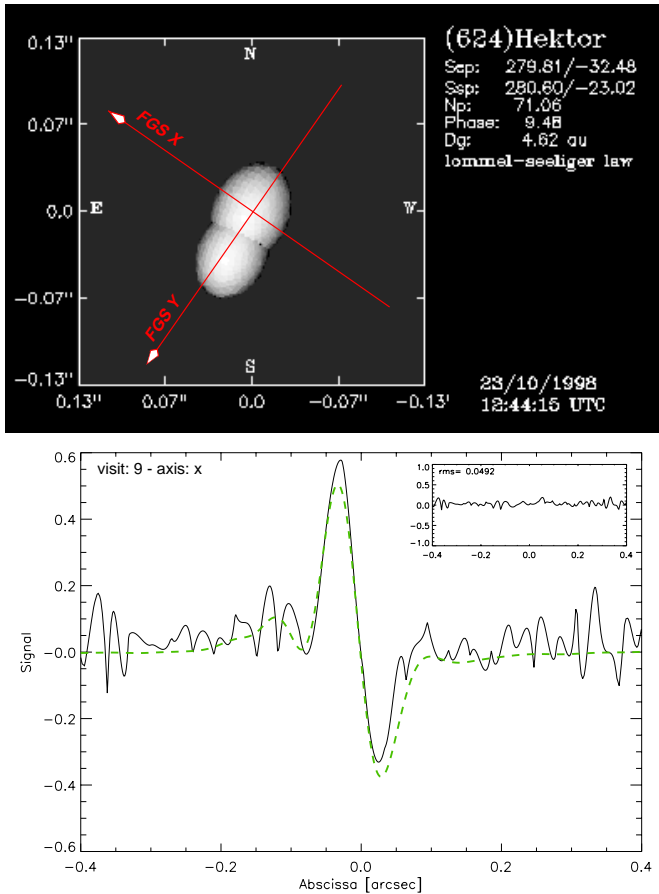 (624)Hektor
Sep: 279.81/-32.48
Ssp: 280.60/-23.02
Np: 71.06
Phase: 9.48
Dg: 4.62 au
lommel-seeliger law
0.13"
0.07"
0.0
-0.07"
-0.13"
N
E
W
S
FGS X
FGS Y
0.13" 0.07" 0.0 -0.07" -0.13'
23/10/1998
12:44:15 UTC
visit: 9 - axis: x
rms= 0.0492
1.0
0.5
0.0
-0.5
-1.0
-0.4 -0.2 0.0 0.2 0.4
Signal
0.6
0.4
0.2
-0.0
-0.2
-0.4
-0.6
-0.4 -0.2 0.0 0.2 0.4
Abscissa [arcsec]